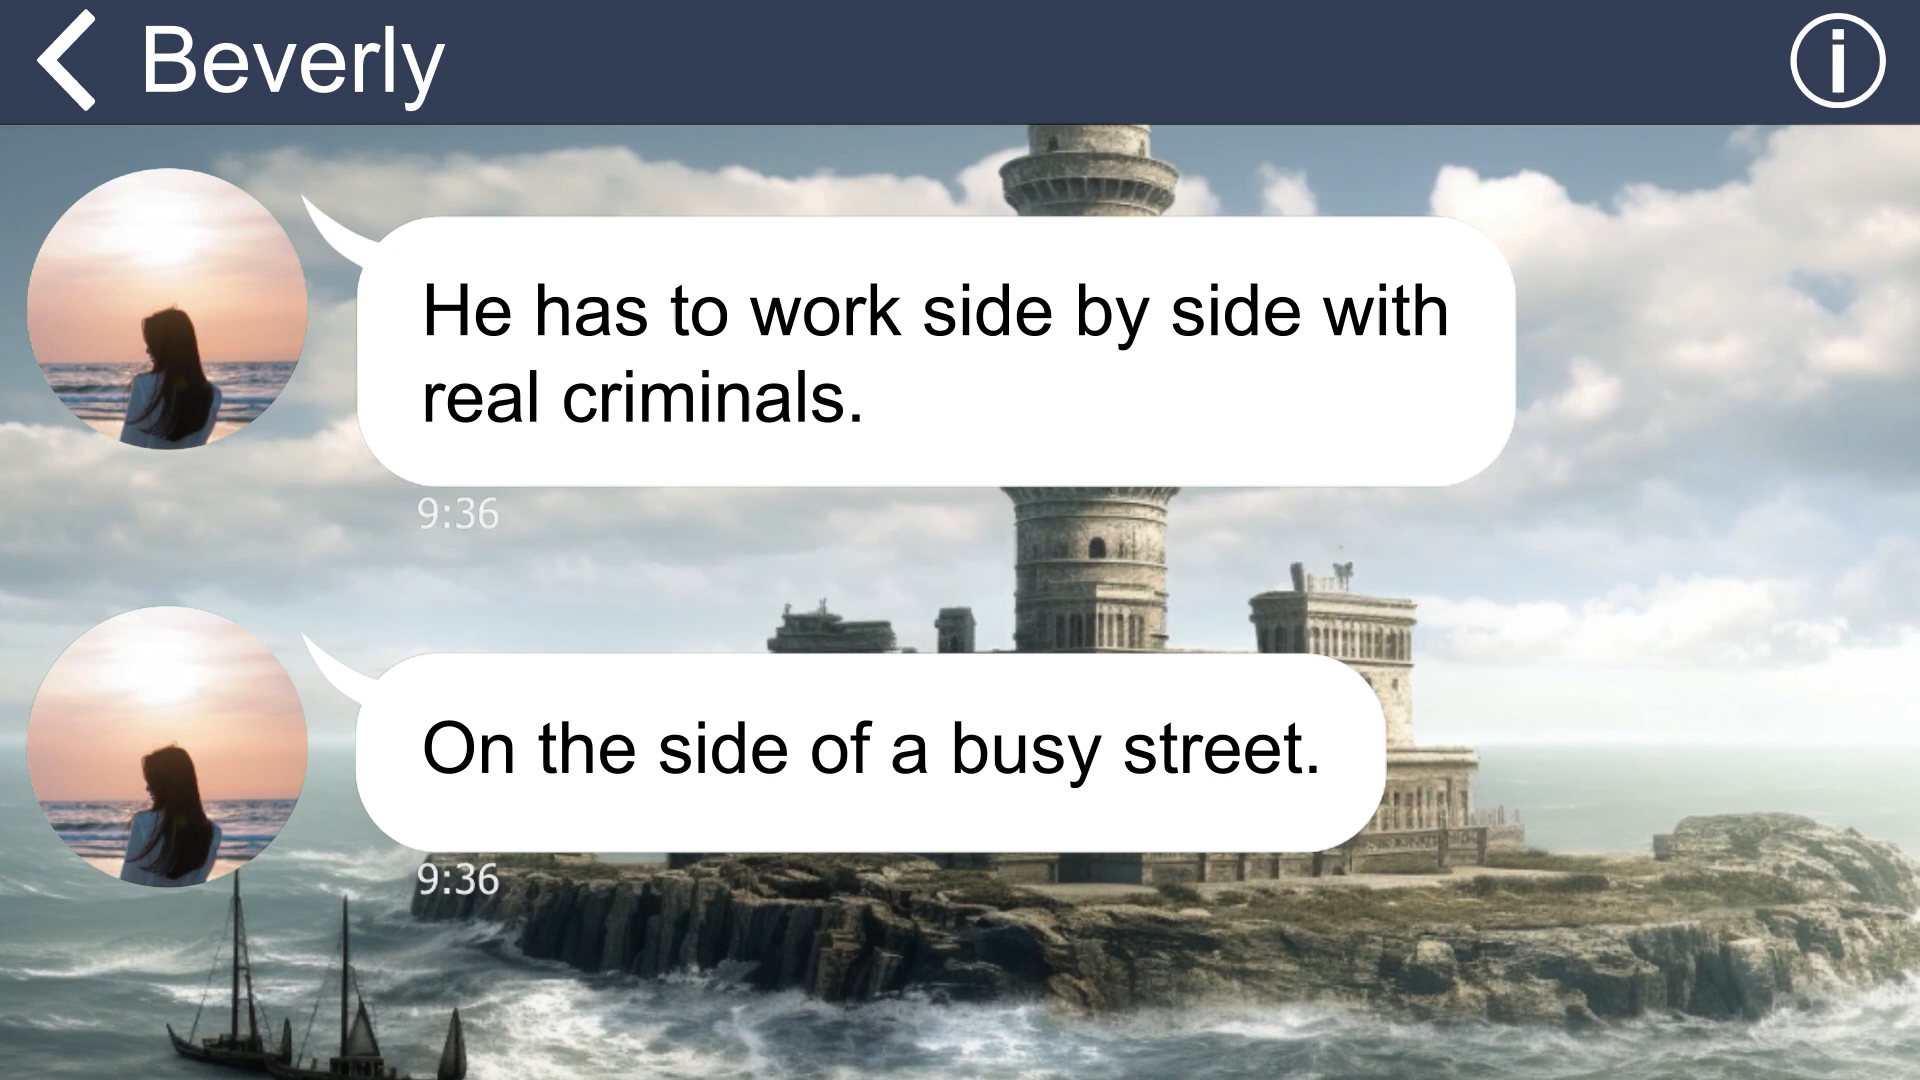 Beverly
He has to work side by side with
real criminals.
9:36
On the side of a busy street.
9:36